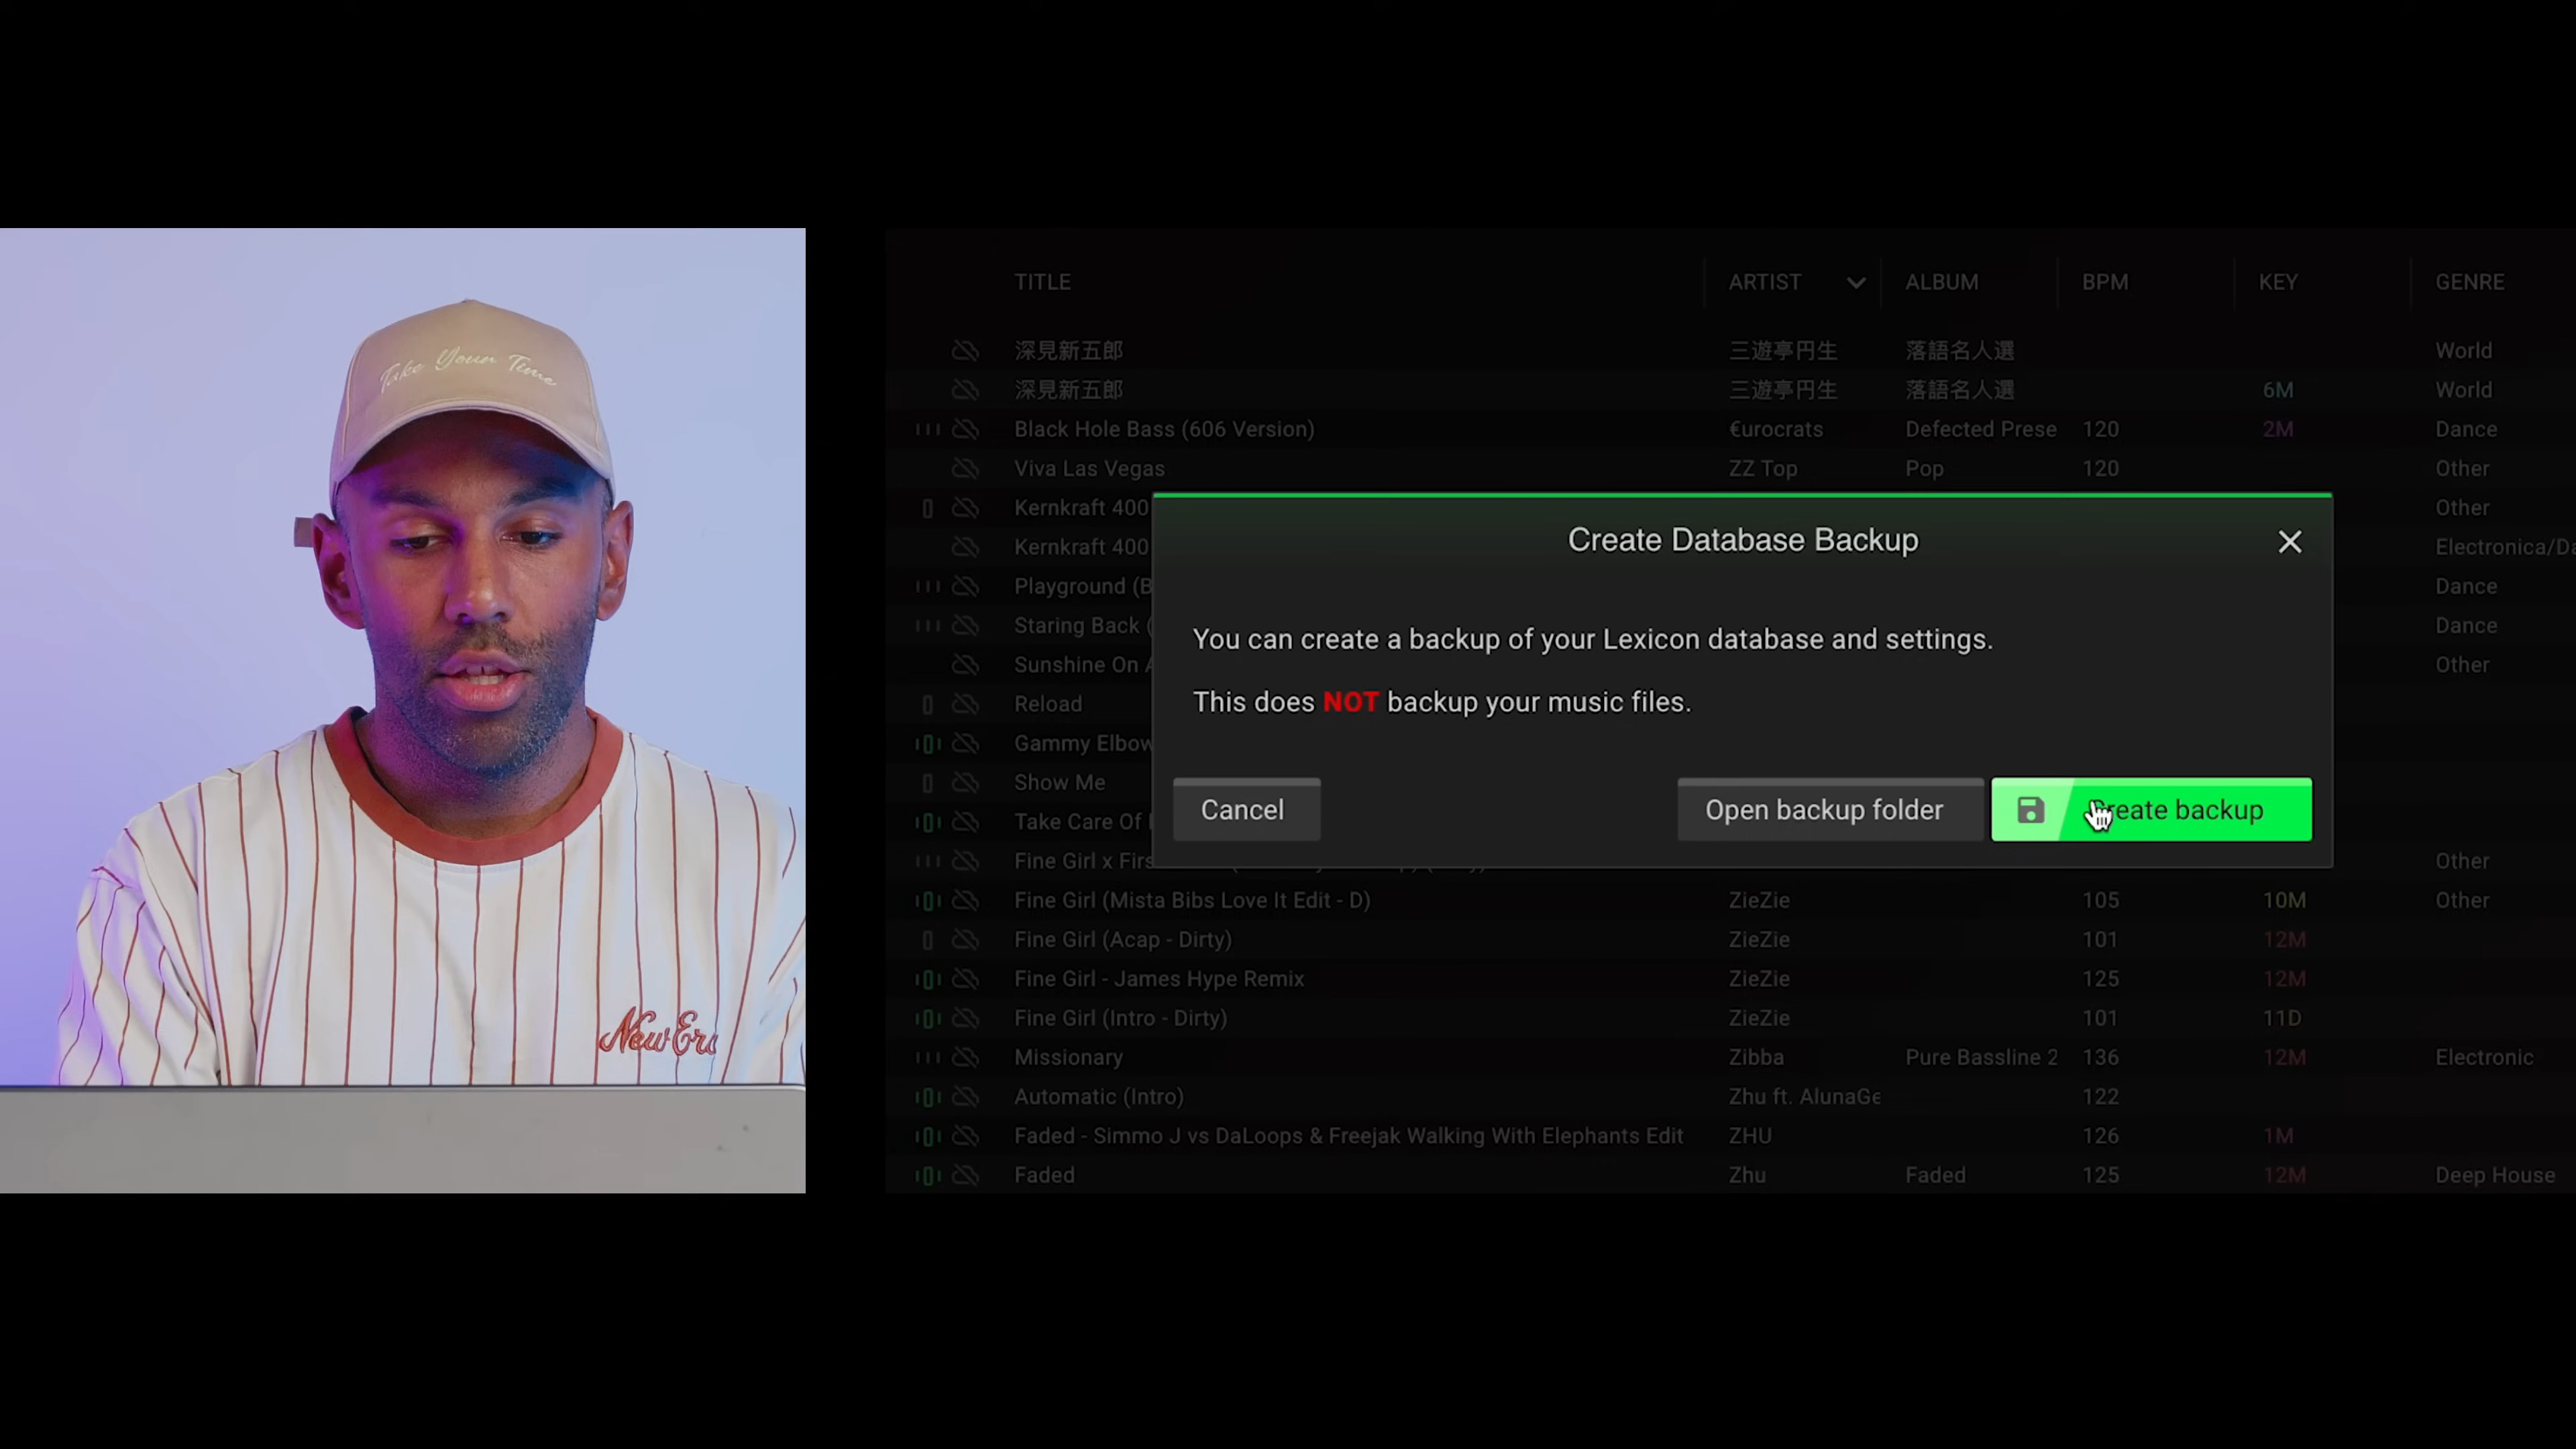 Take Your Time
New Era
TITLE ARTIST ALBUM BPM KEY GENRE
深見新五郎 三遊亭円生 落語名人選 World
深見新五郎 三遊亭円生 落語名人選 6M World
Black Hole Bass (606 Version) €urocrats Defected Prese 120 2M Dance
Viva Las Vegas ZZ Top Pop 120 Other
Kernkraft 400 Other
Kernkraft 400 Electronica/Da
Playground (B Dance
Staring Back ( Dance
Sunshine On A Other
Reload
Gammy Elbow
Show Me
Take Care Of
Fine Girl x Firs Other
Fine Girl (Mista Bibs Love It Edit - D) ZieZie 105 10M Other
Fine Girl (Acap - Dirty) ZieZie 101 12M
Fine Girl - James Hype Remix ZieZie 125 12M
Fine Girl (Intro - Dirty) ZieZie 101 11D
Missionary Zibba Pure Bassline 2 136 12M Electronic
Automatic (Intro) Zhu ft. AlunaGe 122
Faded - Simmo J vs DaLoops & Freejak Walking With Elephants Edit ZHU 126 1M
Faded Zhu Faded 125 12M Deep House
Create Database Backup
You can create a backup of your Lexicon database and settings.
This does NOT backup your music files.
Cancel Open backup folder Create backup